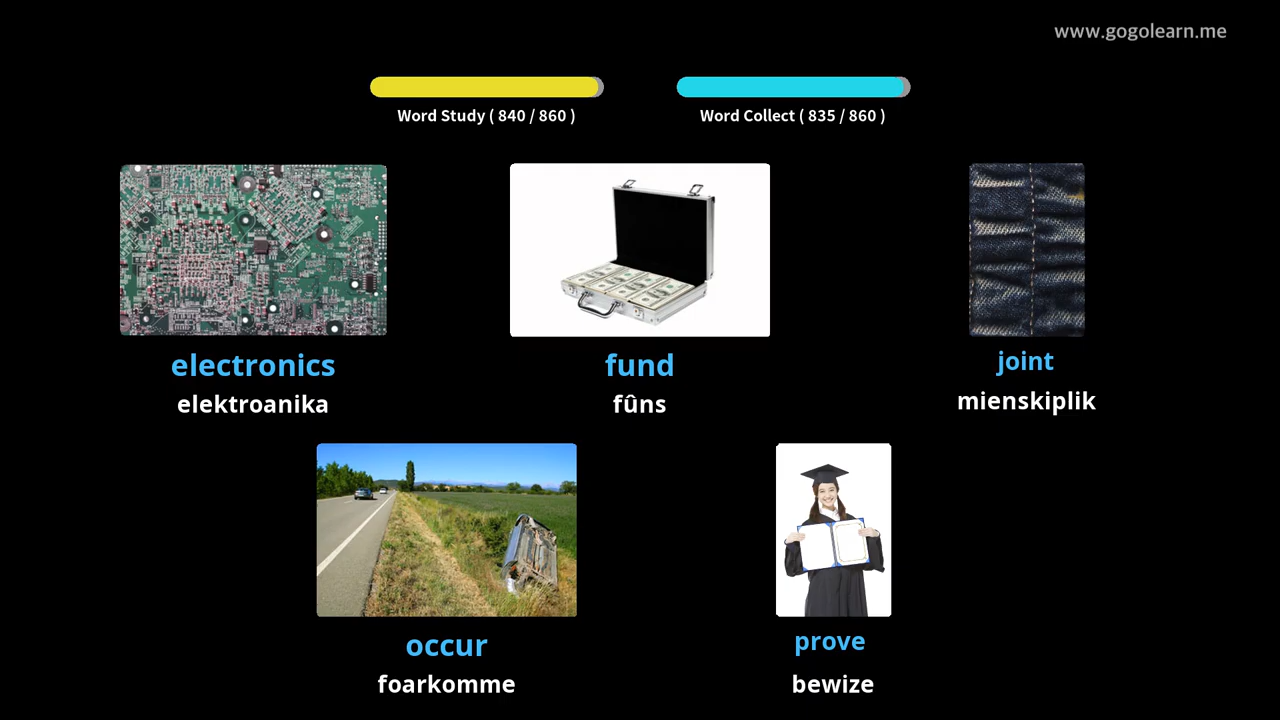 www.gogolearn.me
Word Study ( 840 / 860 )
Word Collect ( 835 / 860 )
electronics
elektroanika
fund
fûns
joint
mienskiplik
occur
foarkomme
prove
bewize